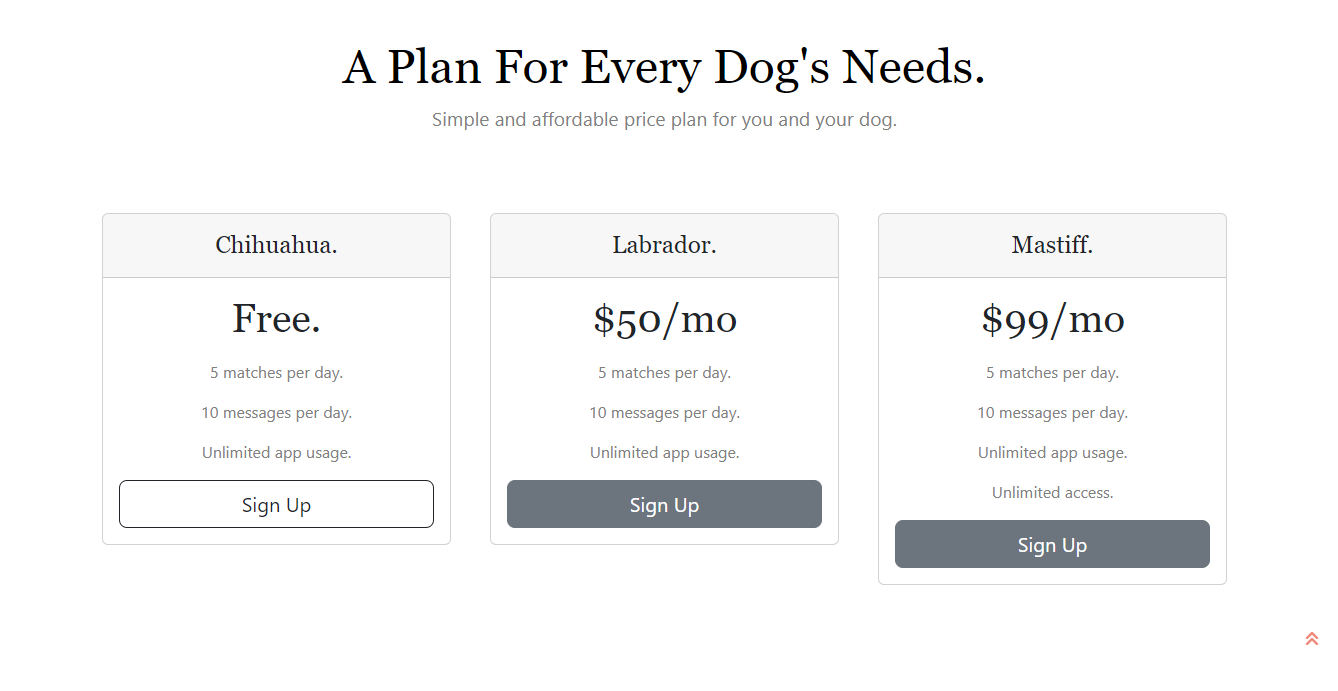 A Plan For Every Dog's Needs.
Simple and affordable price plan for you and your dog.
Chihuahua.
Free.
5 matches per day.
10 messages per day.
Unlimited app usage.
Sign Up
Labrador.
$50/mo
5 matches per day.
10 messages per day.
Unlimited app usage.
Sign Up
Mastiff.
$99/mo
5 matches per day.
10 messages per day.
Unlimited app usage.
Unlimited access.
Sign Up